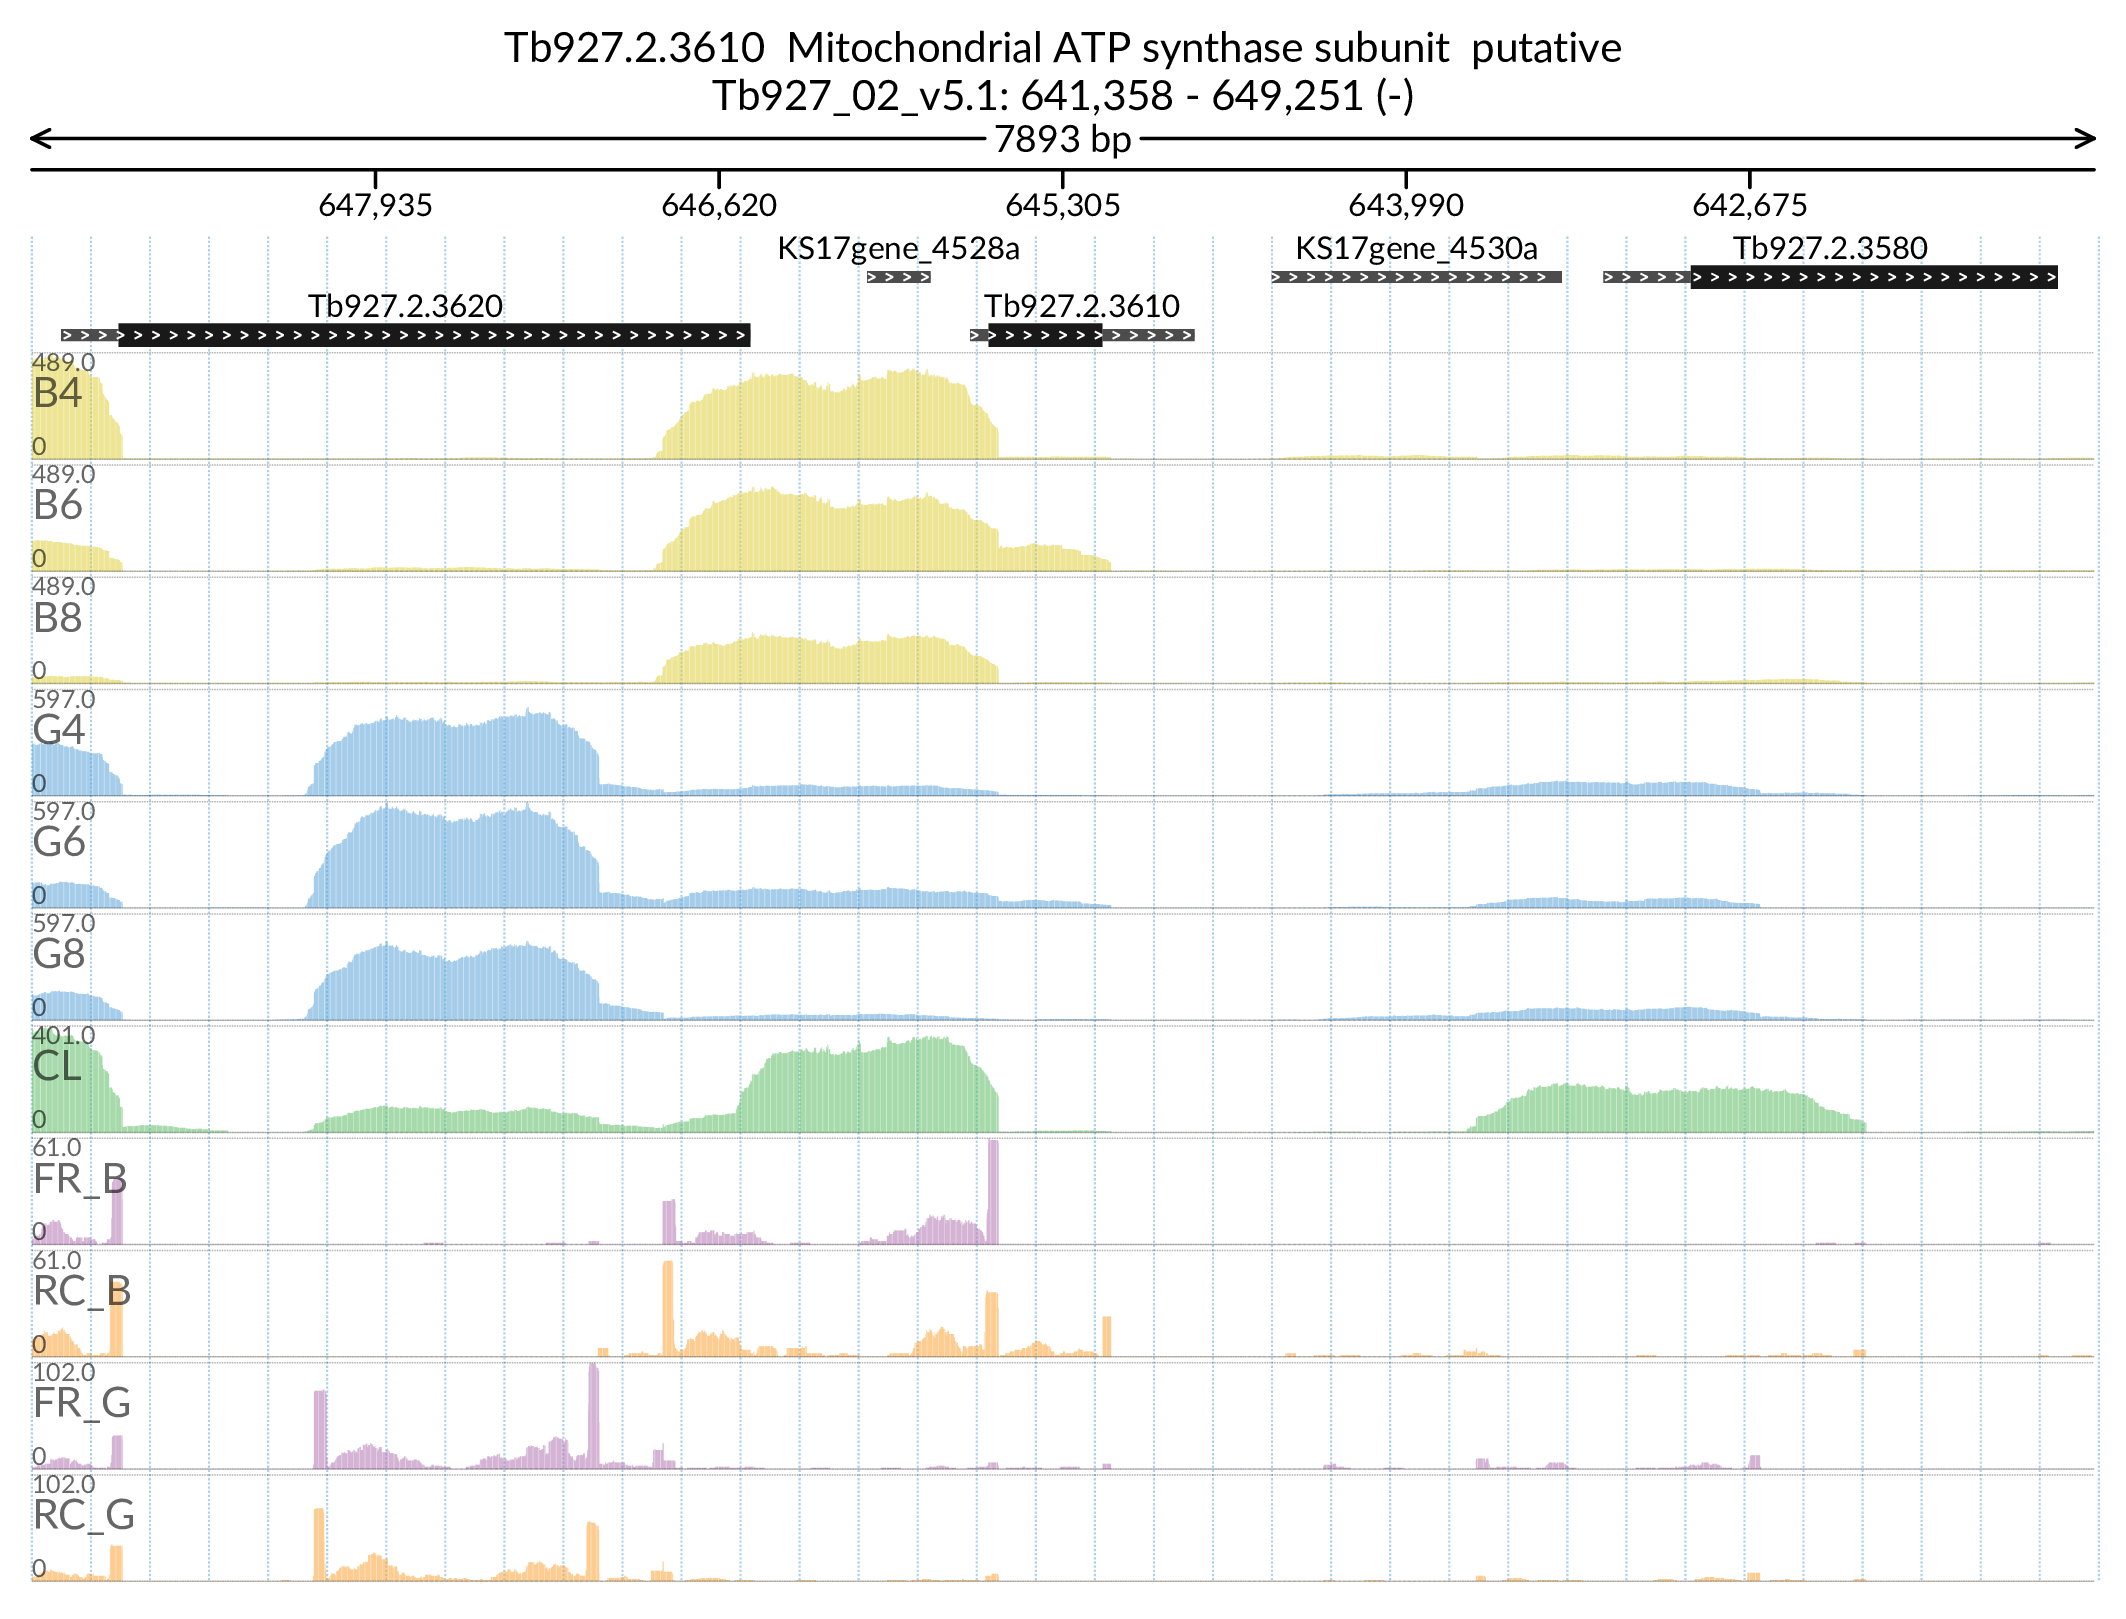 Tb927.2.3610  Mitochondrial ATP synthase subunit  putative
Tb927_02_v5.1: 641,358 - 649,251 (-)
7893 bp
647,935 646,620 645,305 643,990 642,675
KS17gene_4528a KS17gene_4530a Tb927.2.3580
Tb927.2.3620 Tb927.2.3610
489.0
B4
0
489.0
B6
0
489.0
B8
0
597.0
G4
0
597.0
G6
0
597.0
G8
0
401.0
CL
0
61.0
FR_B
0
61.0
RC_B
0
102.0
FR_G
0
102.0
RC_G
0